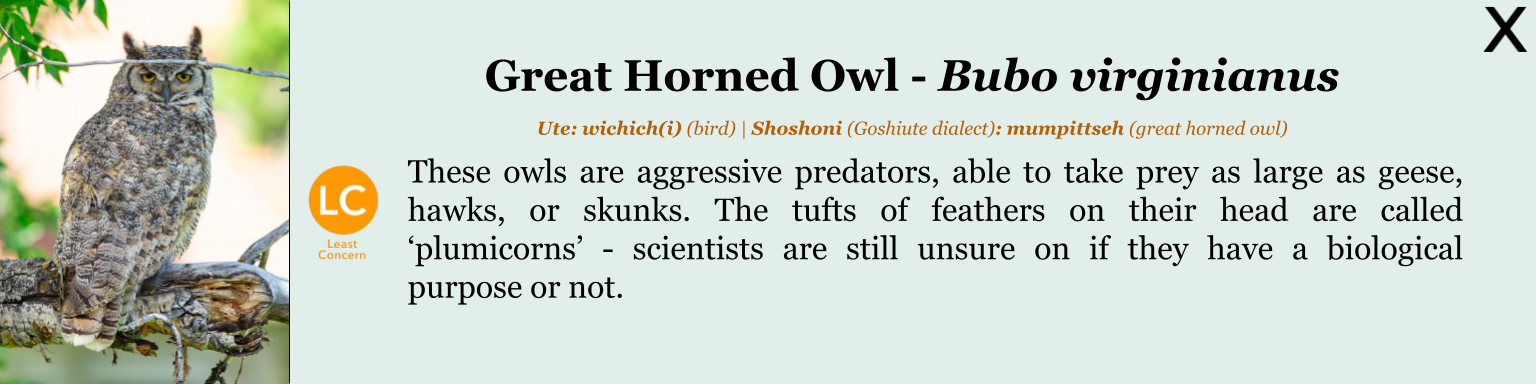 X
Great Horned Owl - Bubo virginianus
Ute: wichich(i) (bird) | Shoshoni (Goshiute dialect): mumpittseh (great horned owl)
These owls are aggressive predators, able to take prey as large as geese,
hawks, or skunks. The tufts of feathers on their head are called
‘plumicorns’ - scientists are still unsure on if they have a biological
purpose or not.
LC
Least
Concern